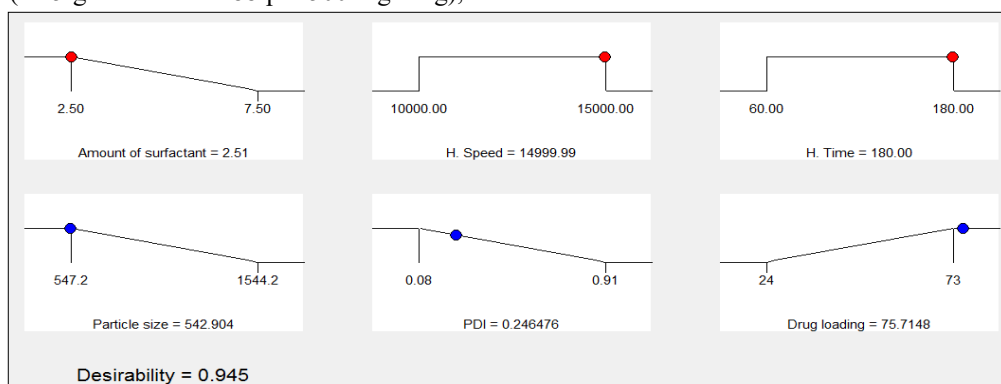 2.50 7.50 10000.00 15000.00 60.00 180.00
Amount of surfactant = 2.51 H. Speed = 14999.99 H. Time = 180.00
547.2 1544.2 0.08 0.91 24 73
Particle size = 542.904 PDI = 0.246476 Drug loading = 75.7148
Desirability = 0.945